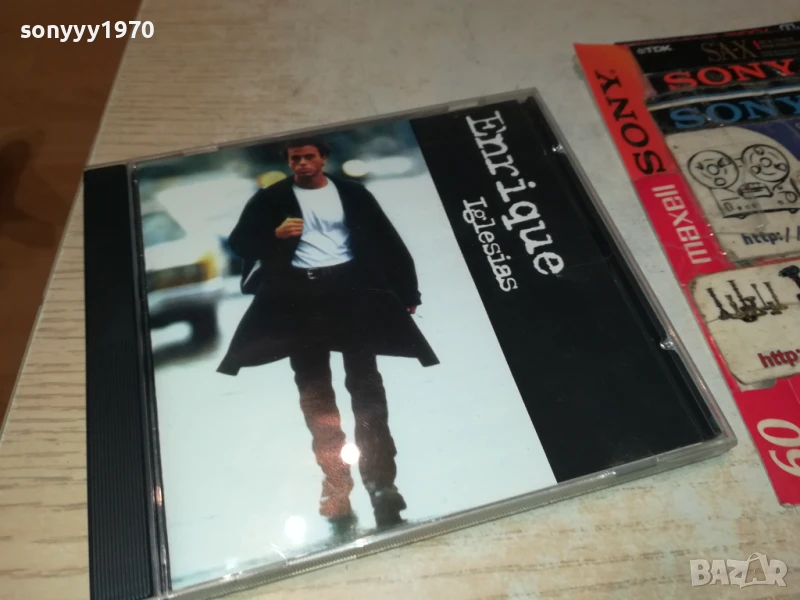 sonyyy1970
Enrique
Iglesias
TDK
SA-X
SONY
SONY
SONY
maxell
http://
http
60
BAZAR